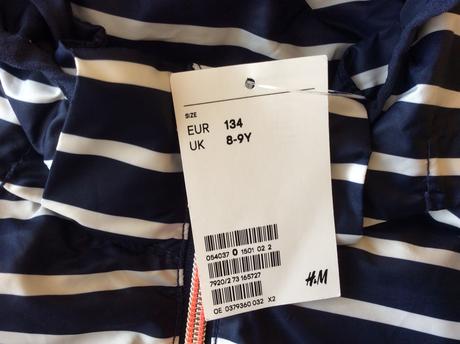 SIZE
EUR 134
UK 8-9Y
054037 0 1501 02 2
7920/2 73 165727
OE 0379360 032 X2
H&M